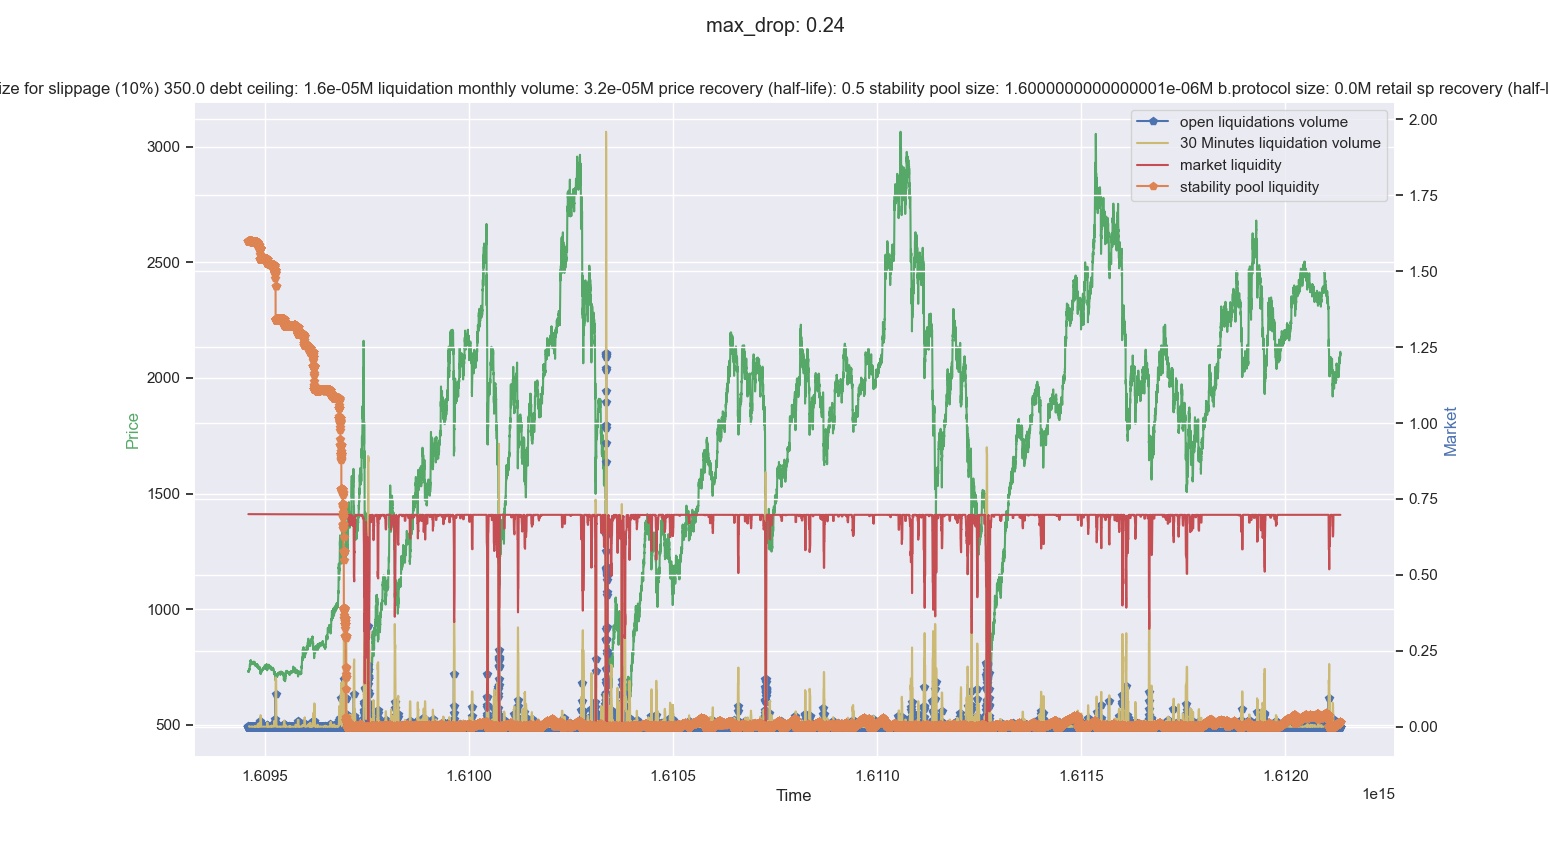 max_drop: 0.24
ize for slippage (10%) 350.0 debt ceiling: 1.6e-05M liquidation monthly volume: 3.2e-05M price recovery (half-life): 0.5 stability pool size: 1.6000000000000001e-06M b.protocol size: 0.0M retail sp recovery (half-l
open liquidations volume
30 Minutes liquidation volume
market liquidity
stability pool liquidity
3000
2500
2000
1500
1000
500
Price
2.00
1.75
1.50
1.25
1.00
0.75
0.50
0.25
0.00
Market
1.6095 1.6100 1.6105 1.6110 1.6115 1.6120
Time
1e15